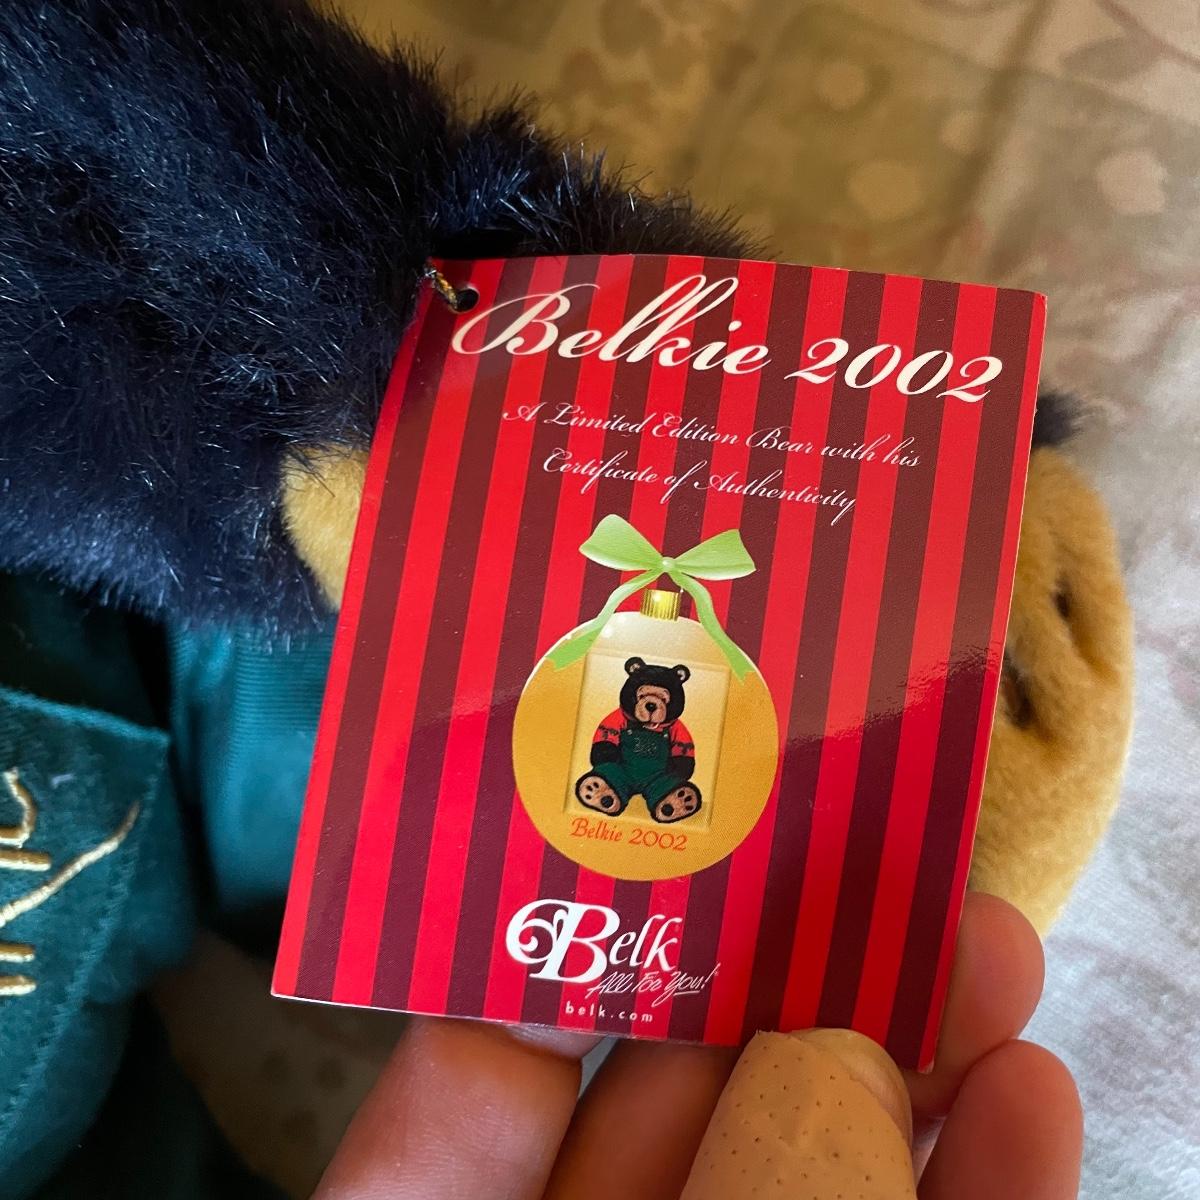 Belkie 2002
A Limited Edition Bear with his
Certificate of Authenticity
Belkie 2002
Belk
All For You!
belk.com